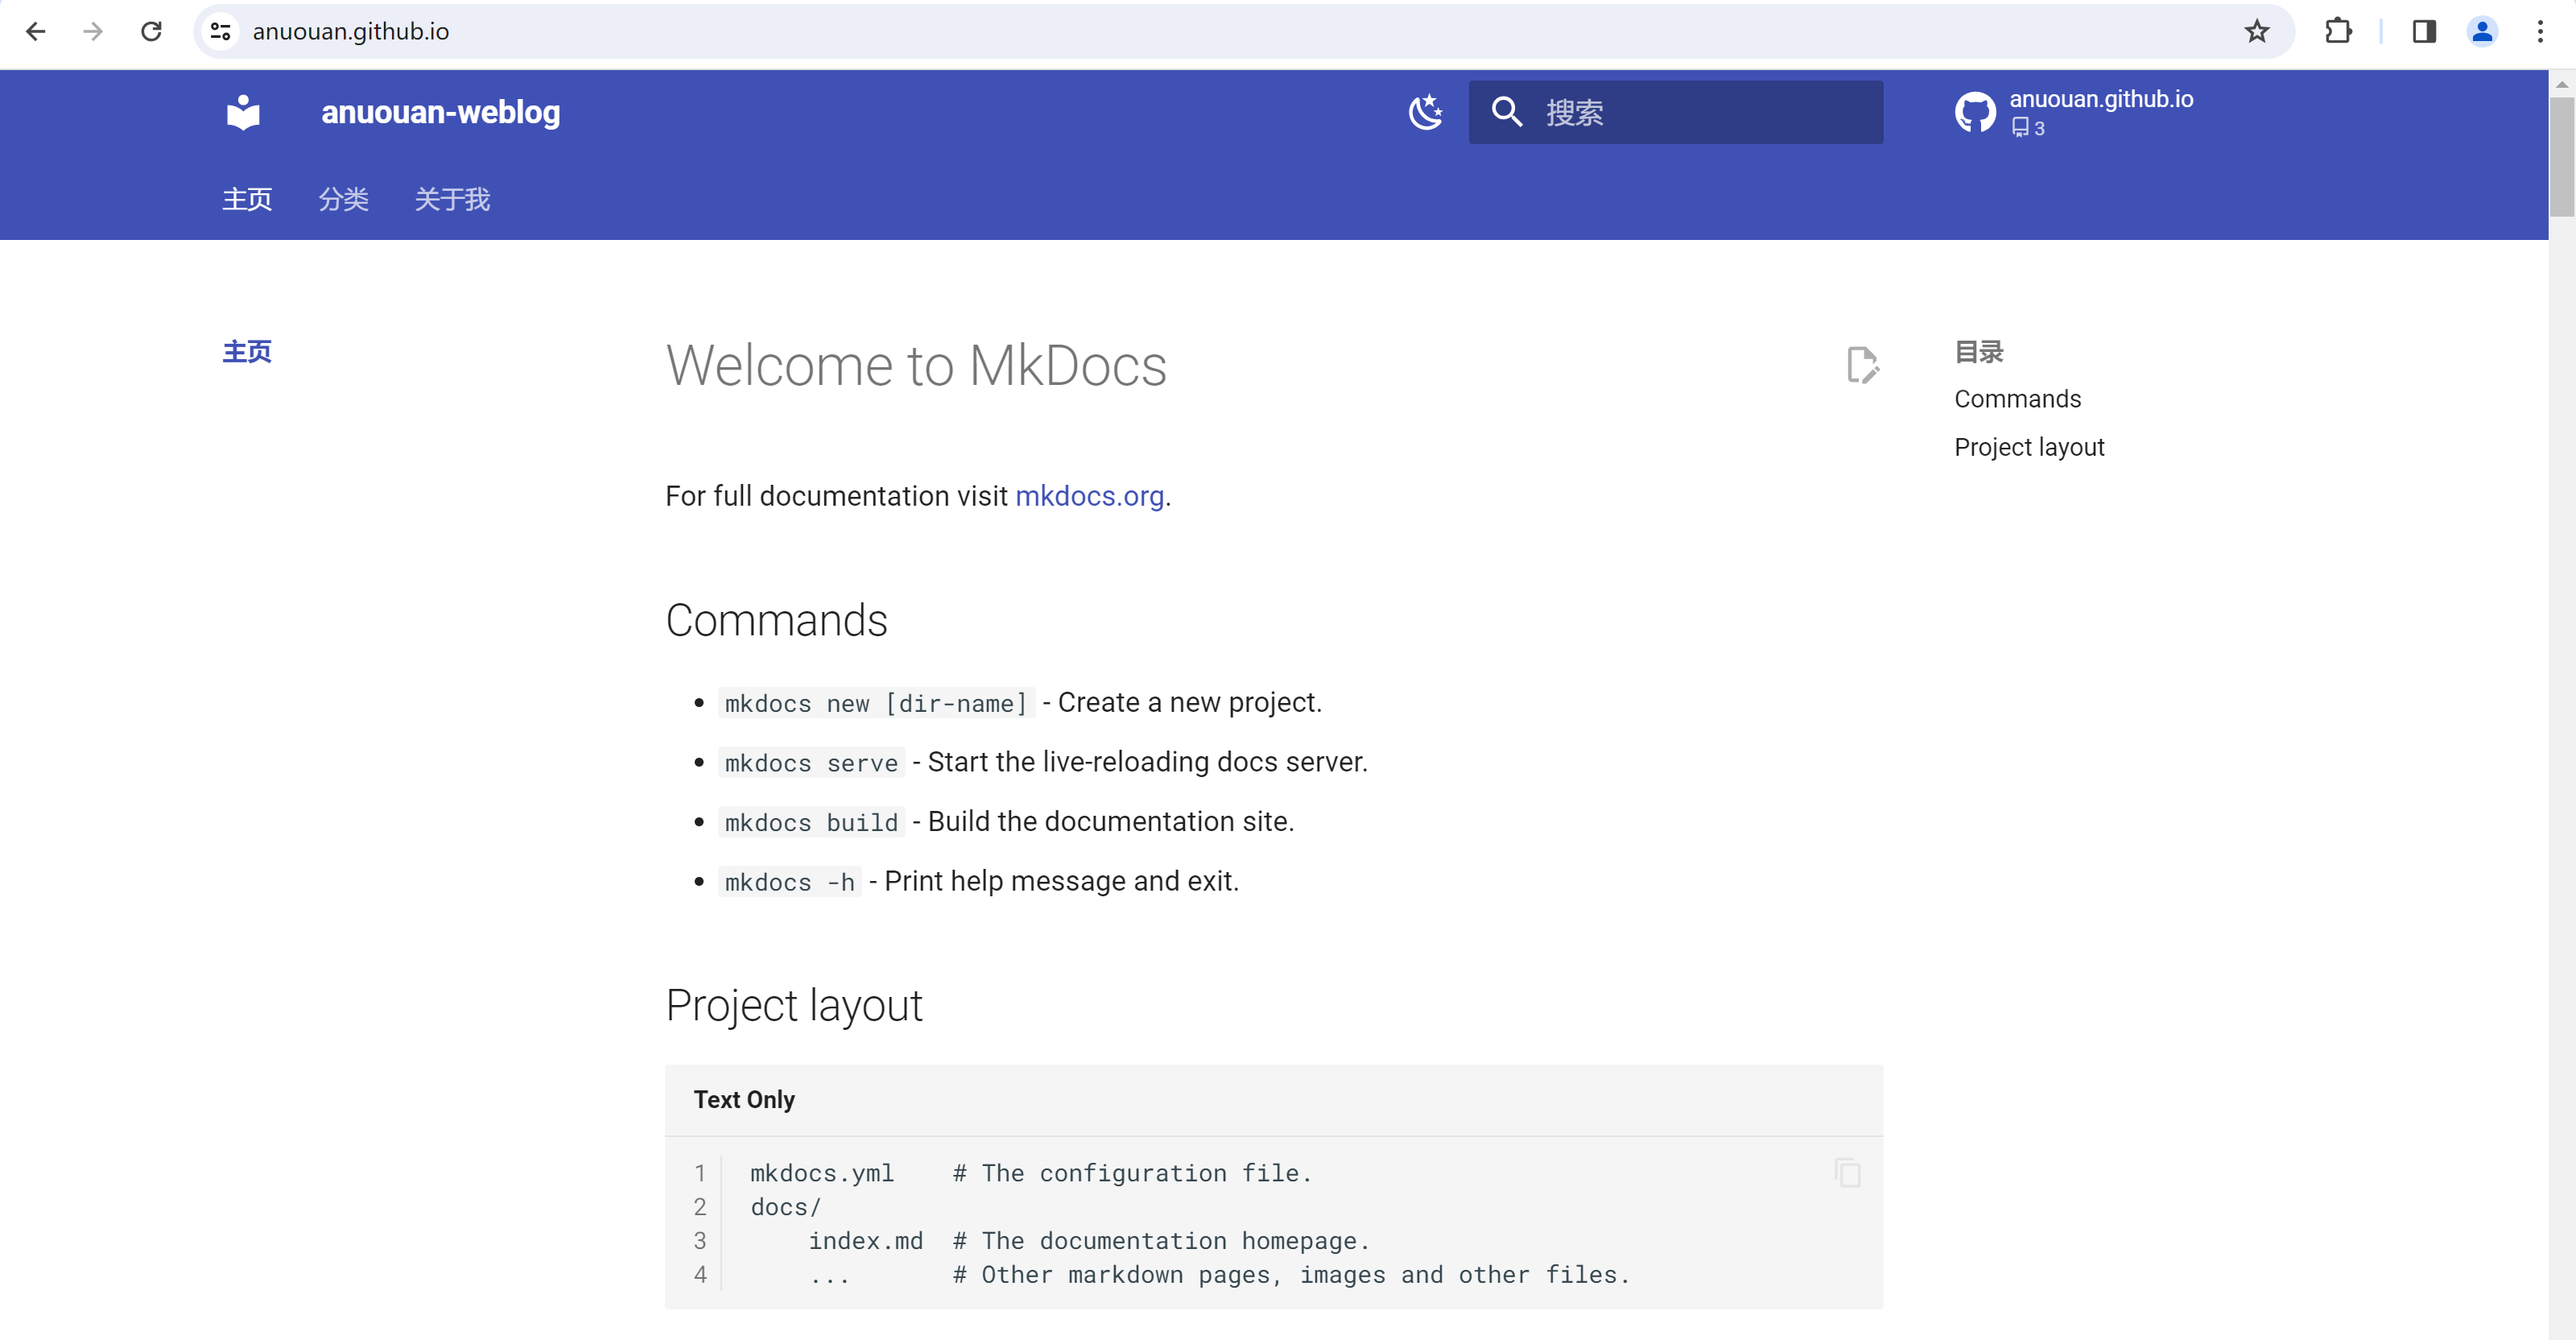 anuouan.github.io
anuouan-weblog
搜索
anuouan.github.io
3
主页 分类 关于我
主页
Welcome to MkDocs
For full documentation visit mkdocs.org.
Commands
mkdocs new [dir-name] - Create a new project.
mkdocs serve - Start the live-reloading docs server.
mkdocs build - Build the documentation site.
mkdocs -h - Print help message and exit.
Project layout
Text Only
1 mkdocs.yml    # The configuration file.
2 docs/
3     index.md  # The documentation homepage.
4     ...       # Other markdown pages, images and other files.
目录
Commands
Project layout